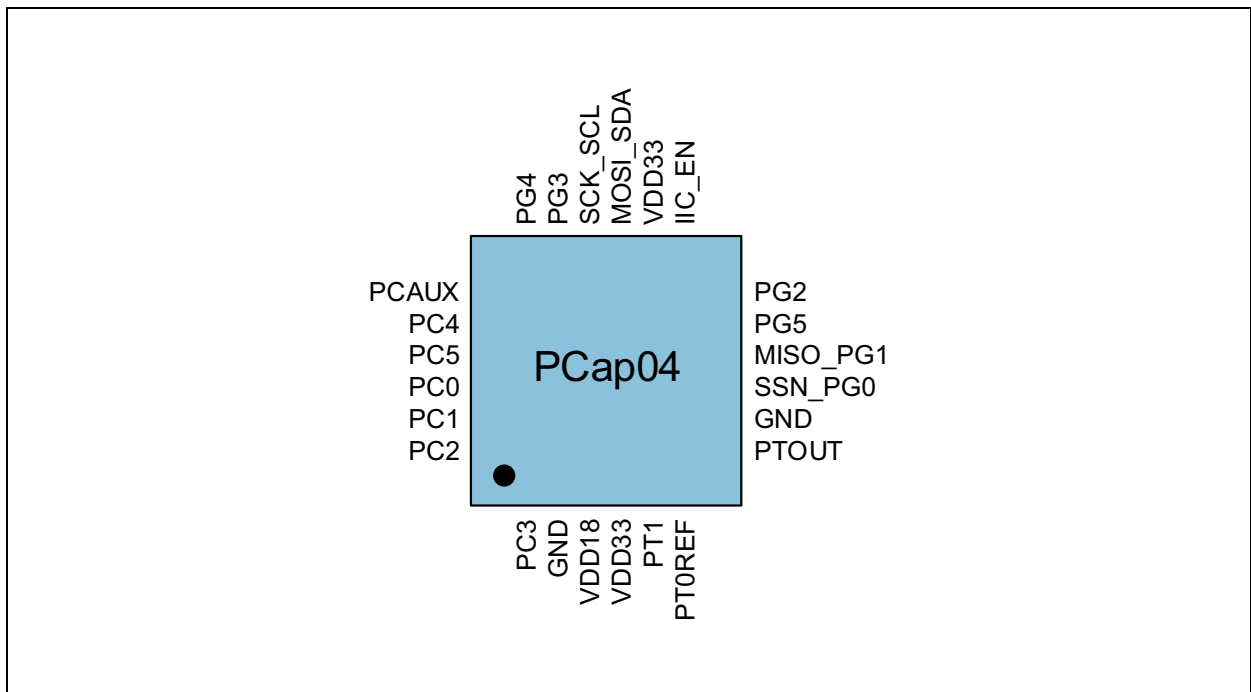 PG4
PG3
SCK_SCL
MOSI_SDA
VDD33
IIC_EN
PCAUX
PC4
PC5
PC0
PC1
PC2
PCap04
PG2
PG5
MISO_PG1
SSN_PG0
GND
PTOUT
PC3
GND
VDD18
VDD33
PT1
PT0REF